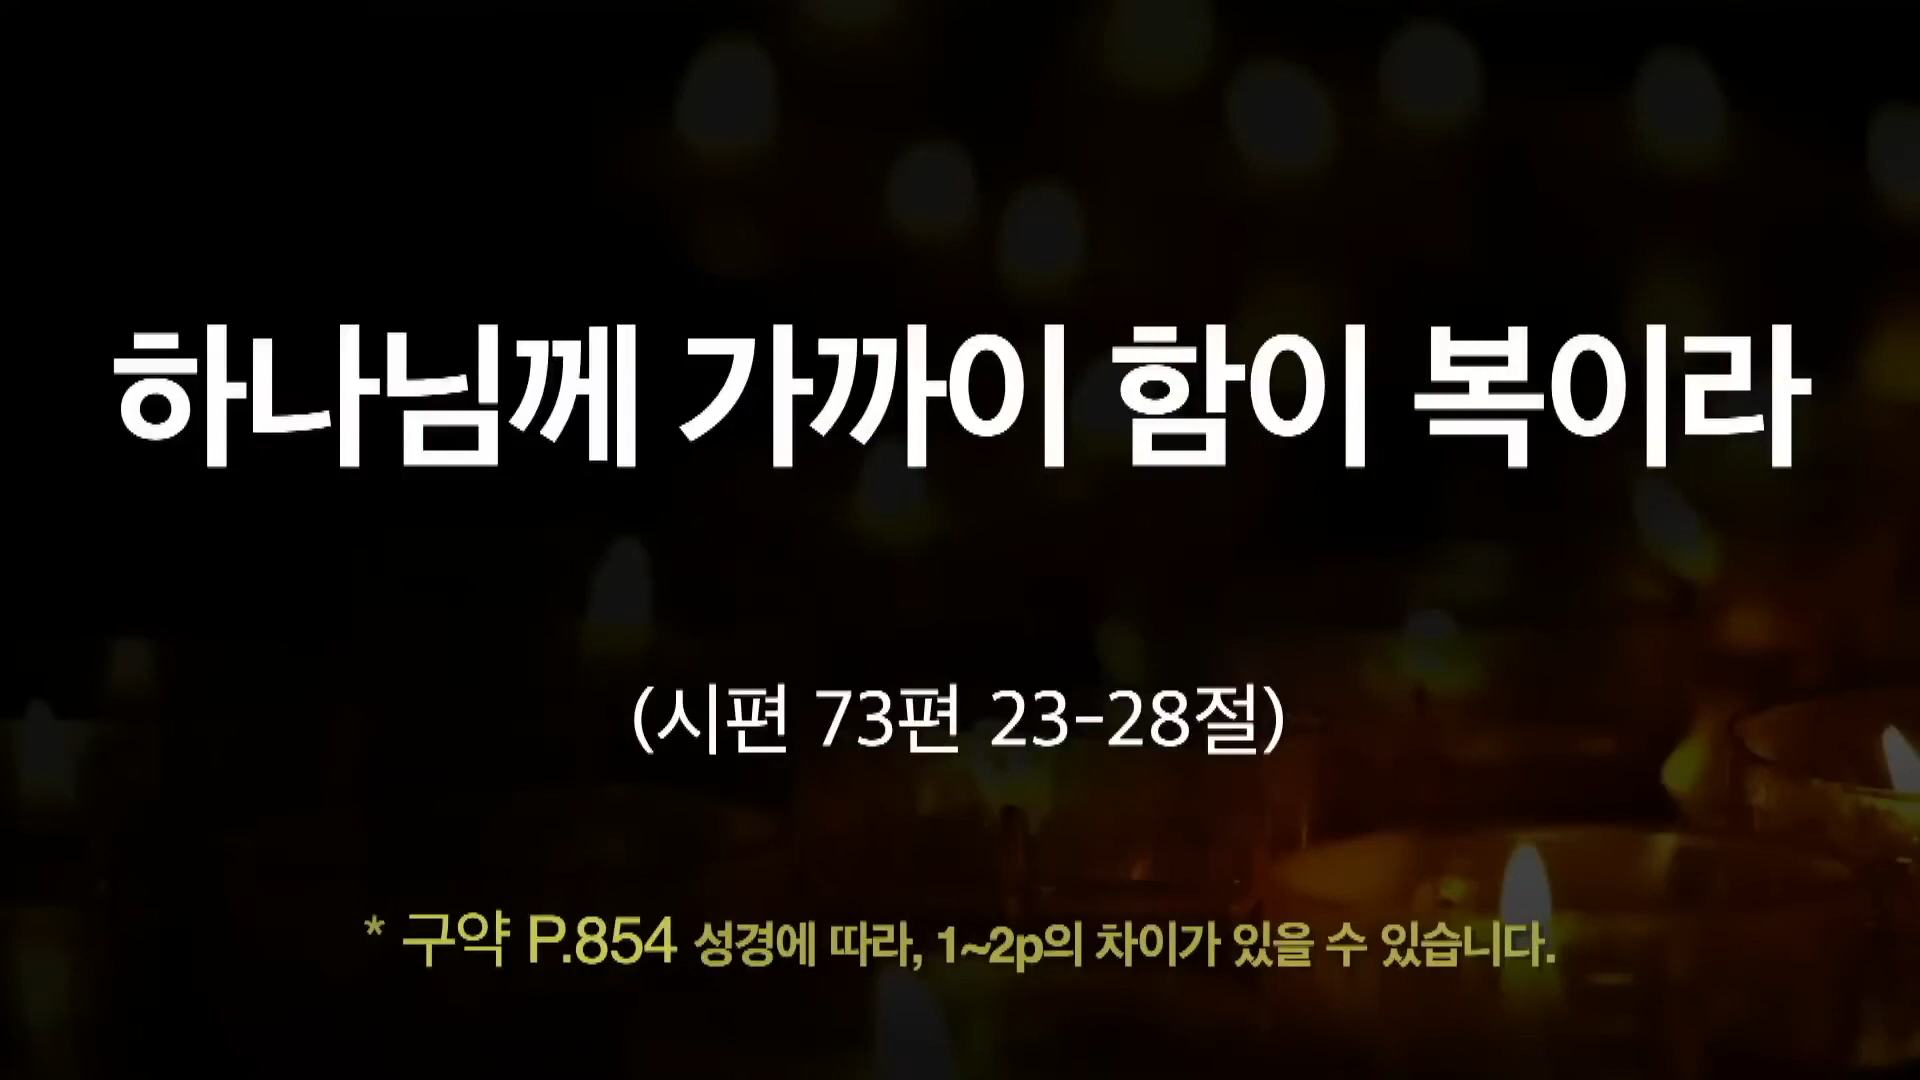 하나님께 가까이 함이 복이라
(시편 73편 23-28절)
* 구약 P.854 성경에 따라, 1~2p의 차이가 있을 수 있습니다.